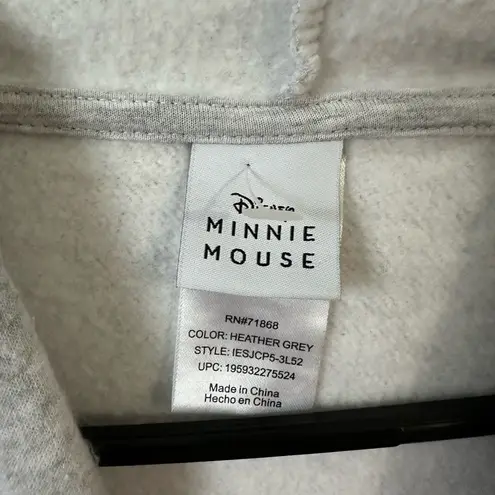 Disney
MINNIE
MOUSE
RN#71868
COLOR: HEATHER GREY
STYLE: IESJCP5-3L52
UPC: 195932275524
Made in China
Hecho en China